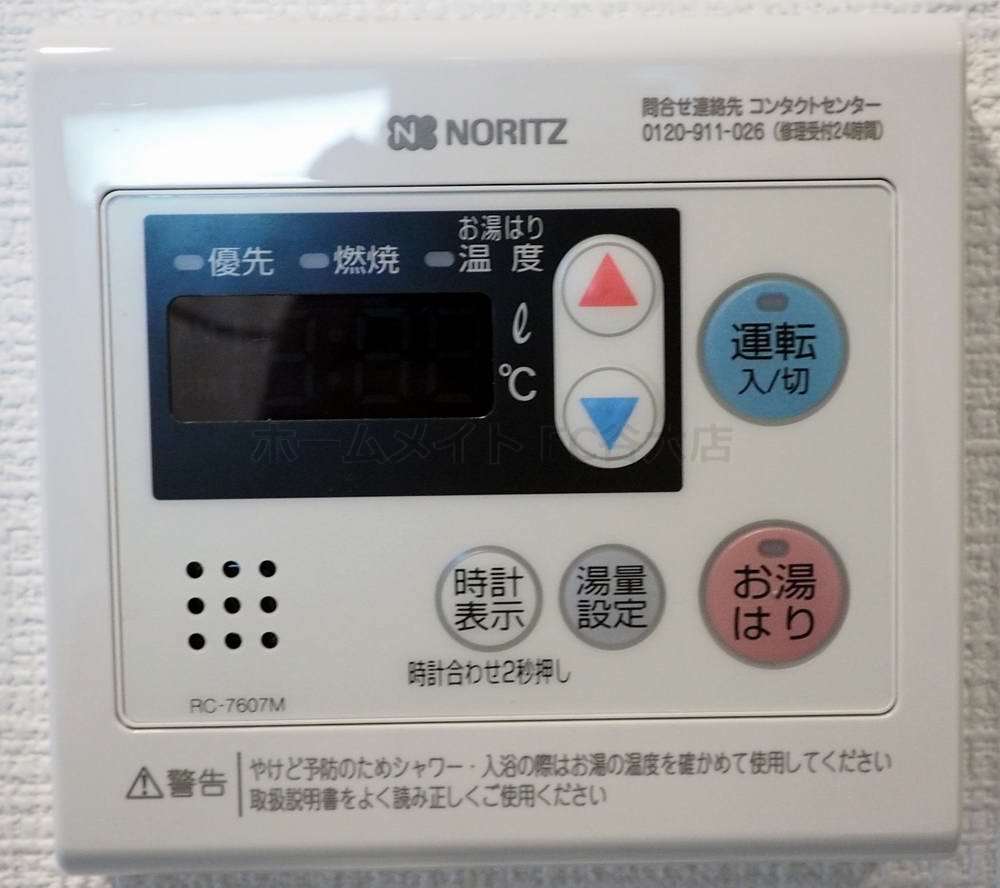 NORITZ
問合せ連絡先 コンタクトセンター
0120-911-026（修理受付24時間）
優先 燃焼 お湯はり
温度
ℓ
℃
運転
入/切
時計
表示
湯量
設定
お湯
はり
時計合わせ2秒押し
RC-7607M
警告
やけど予防のためシャワー・入浴の際はお湯の温度を確かめて使用してください
取扱説明書をよく読み正しくご使用ください